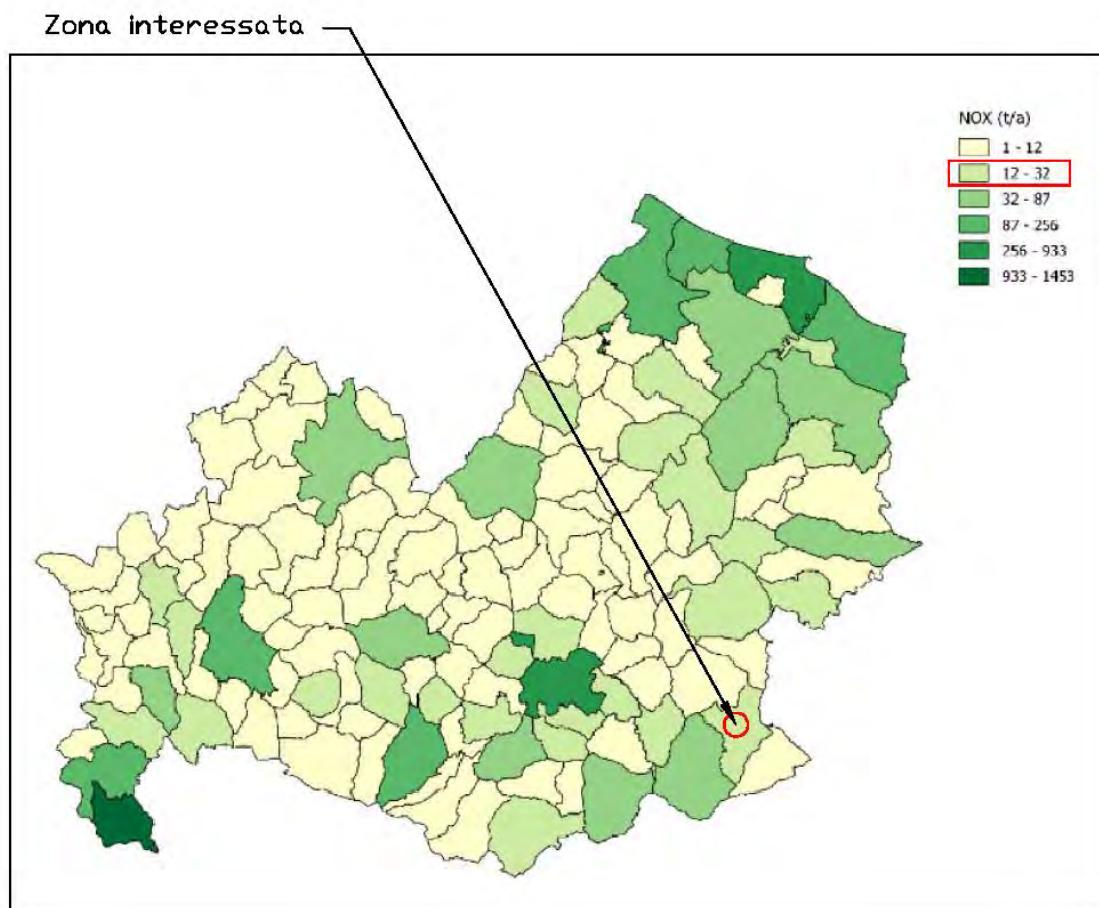 Zona interessata
NOX (t/a)
1 - 12
12 - 32
32 - 87
87 - 256
256 - 933
933 - 1453